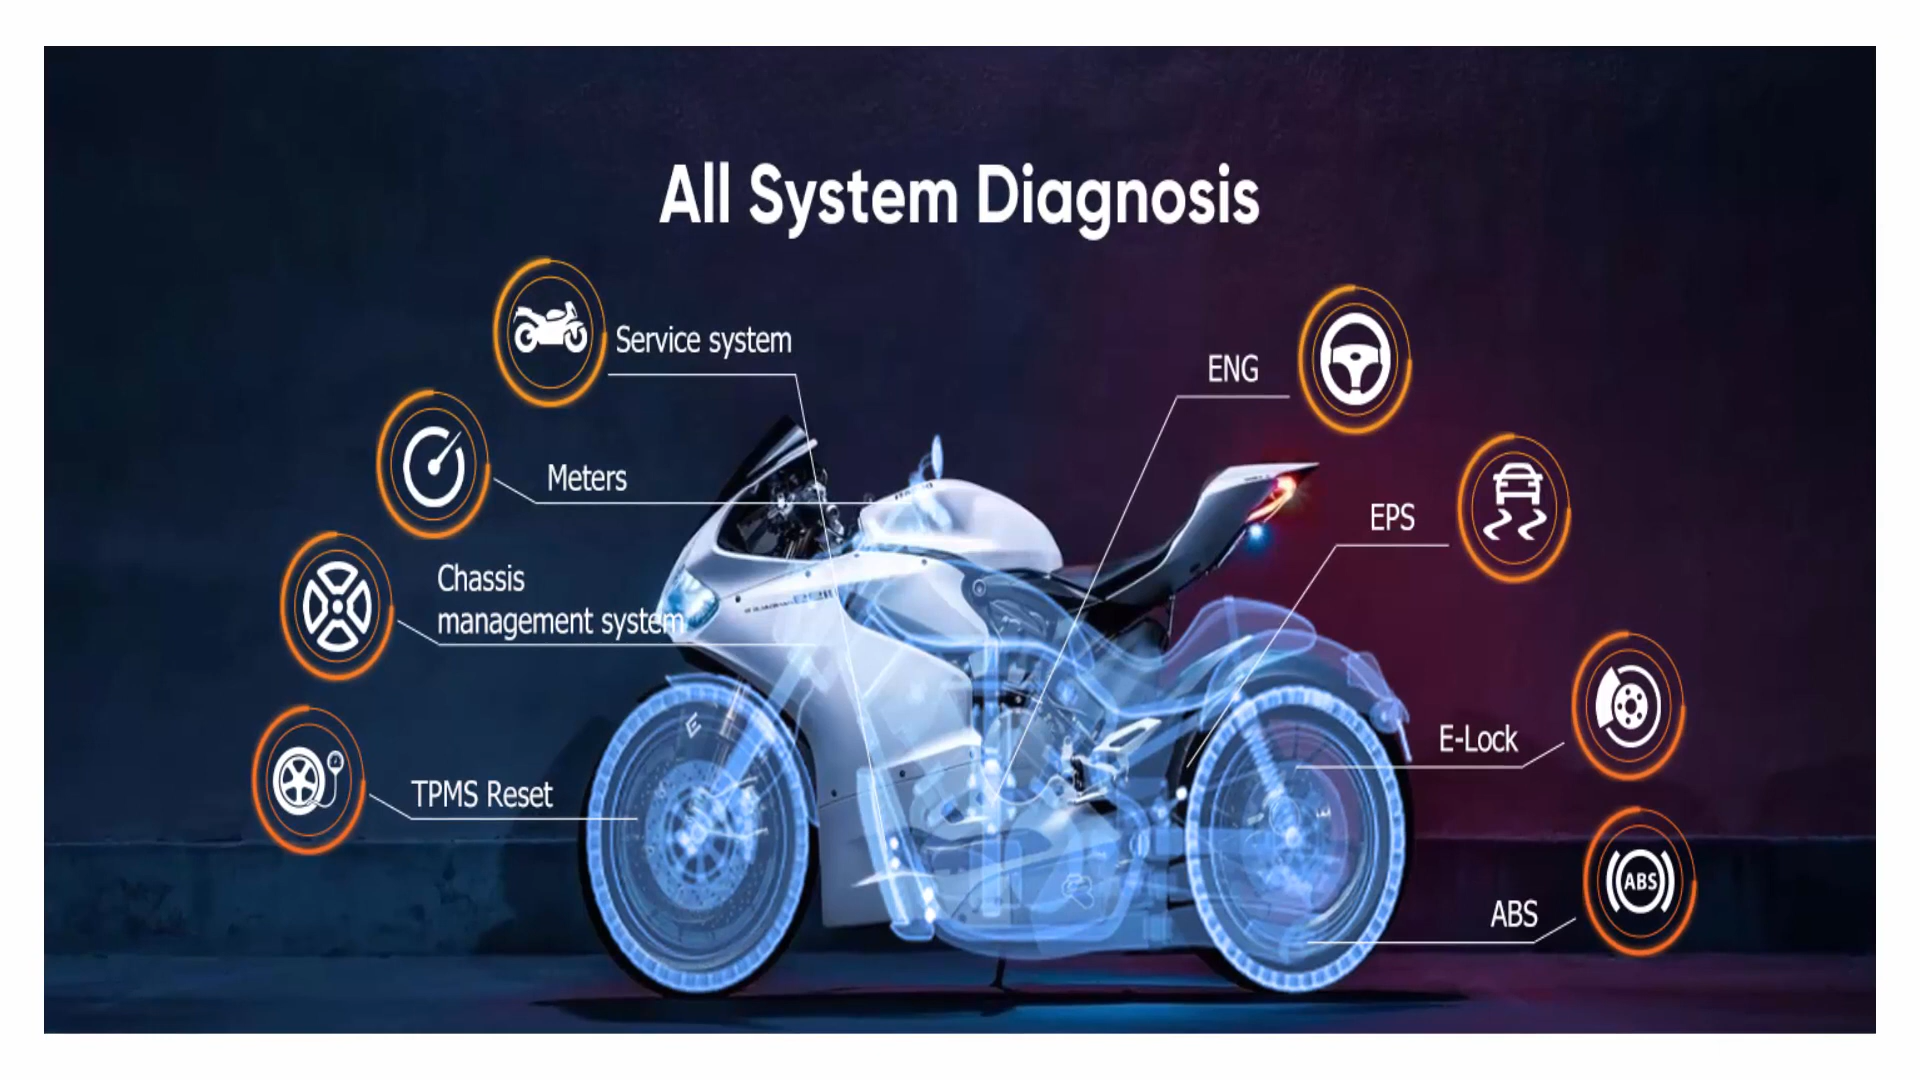 All System Diagnosis
Service system
ENG
Meters
EPS
Chassis
management system
E-Lock
TPMS Reset
ABS
ABS